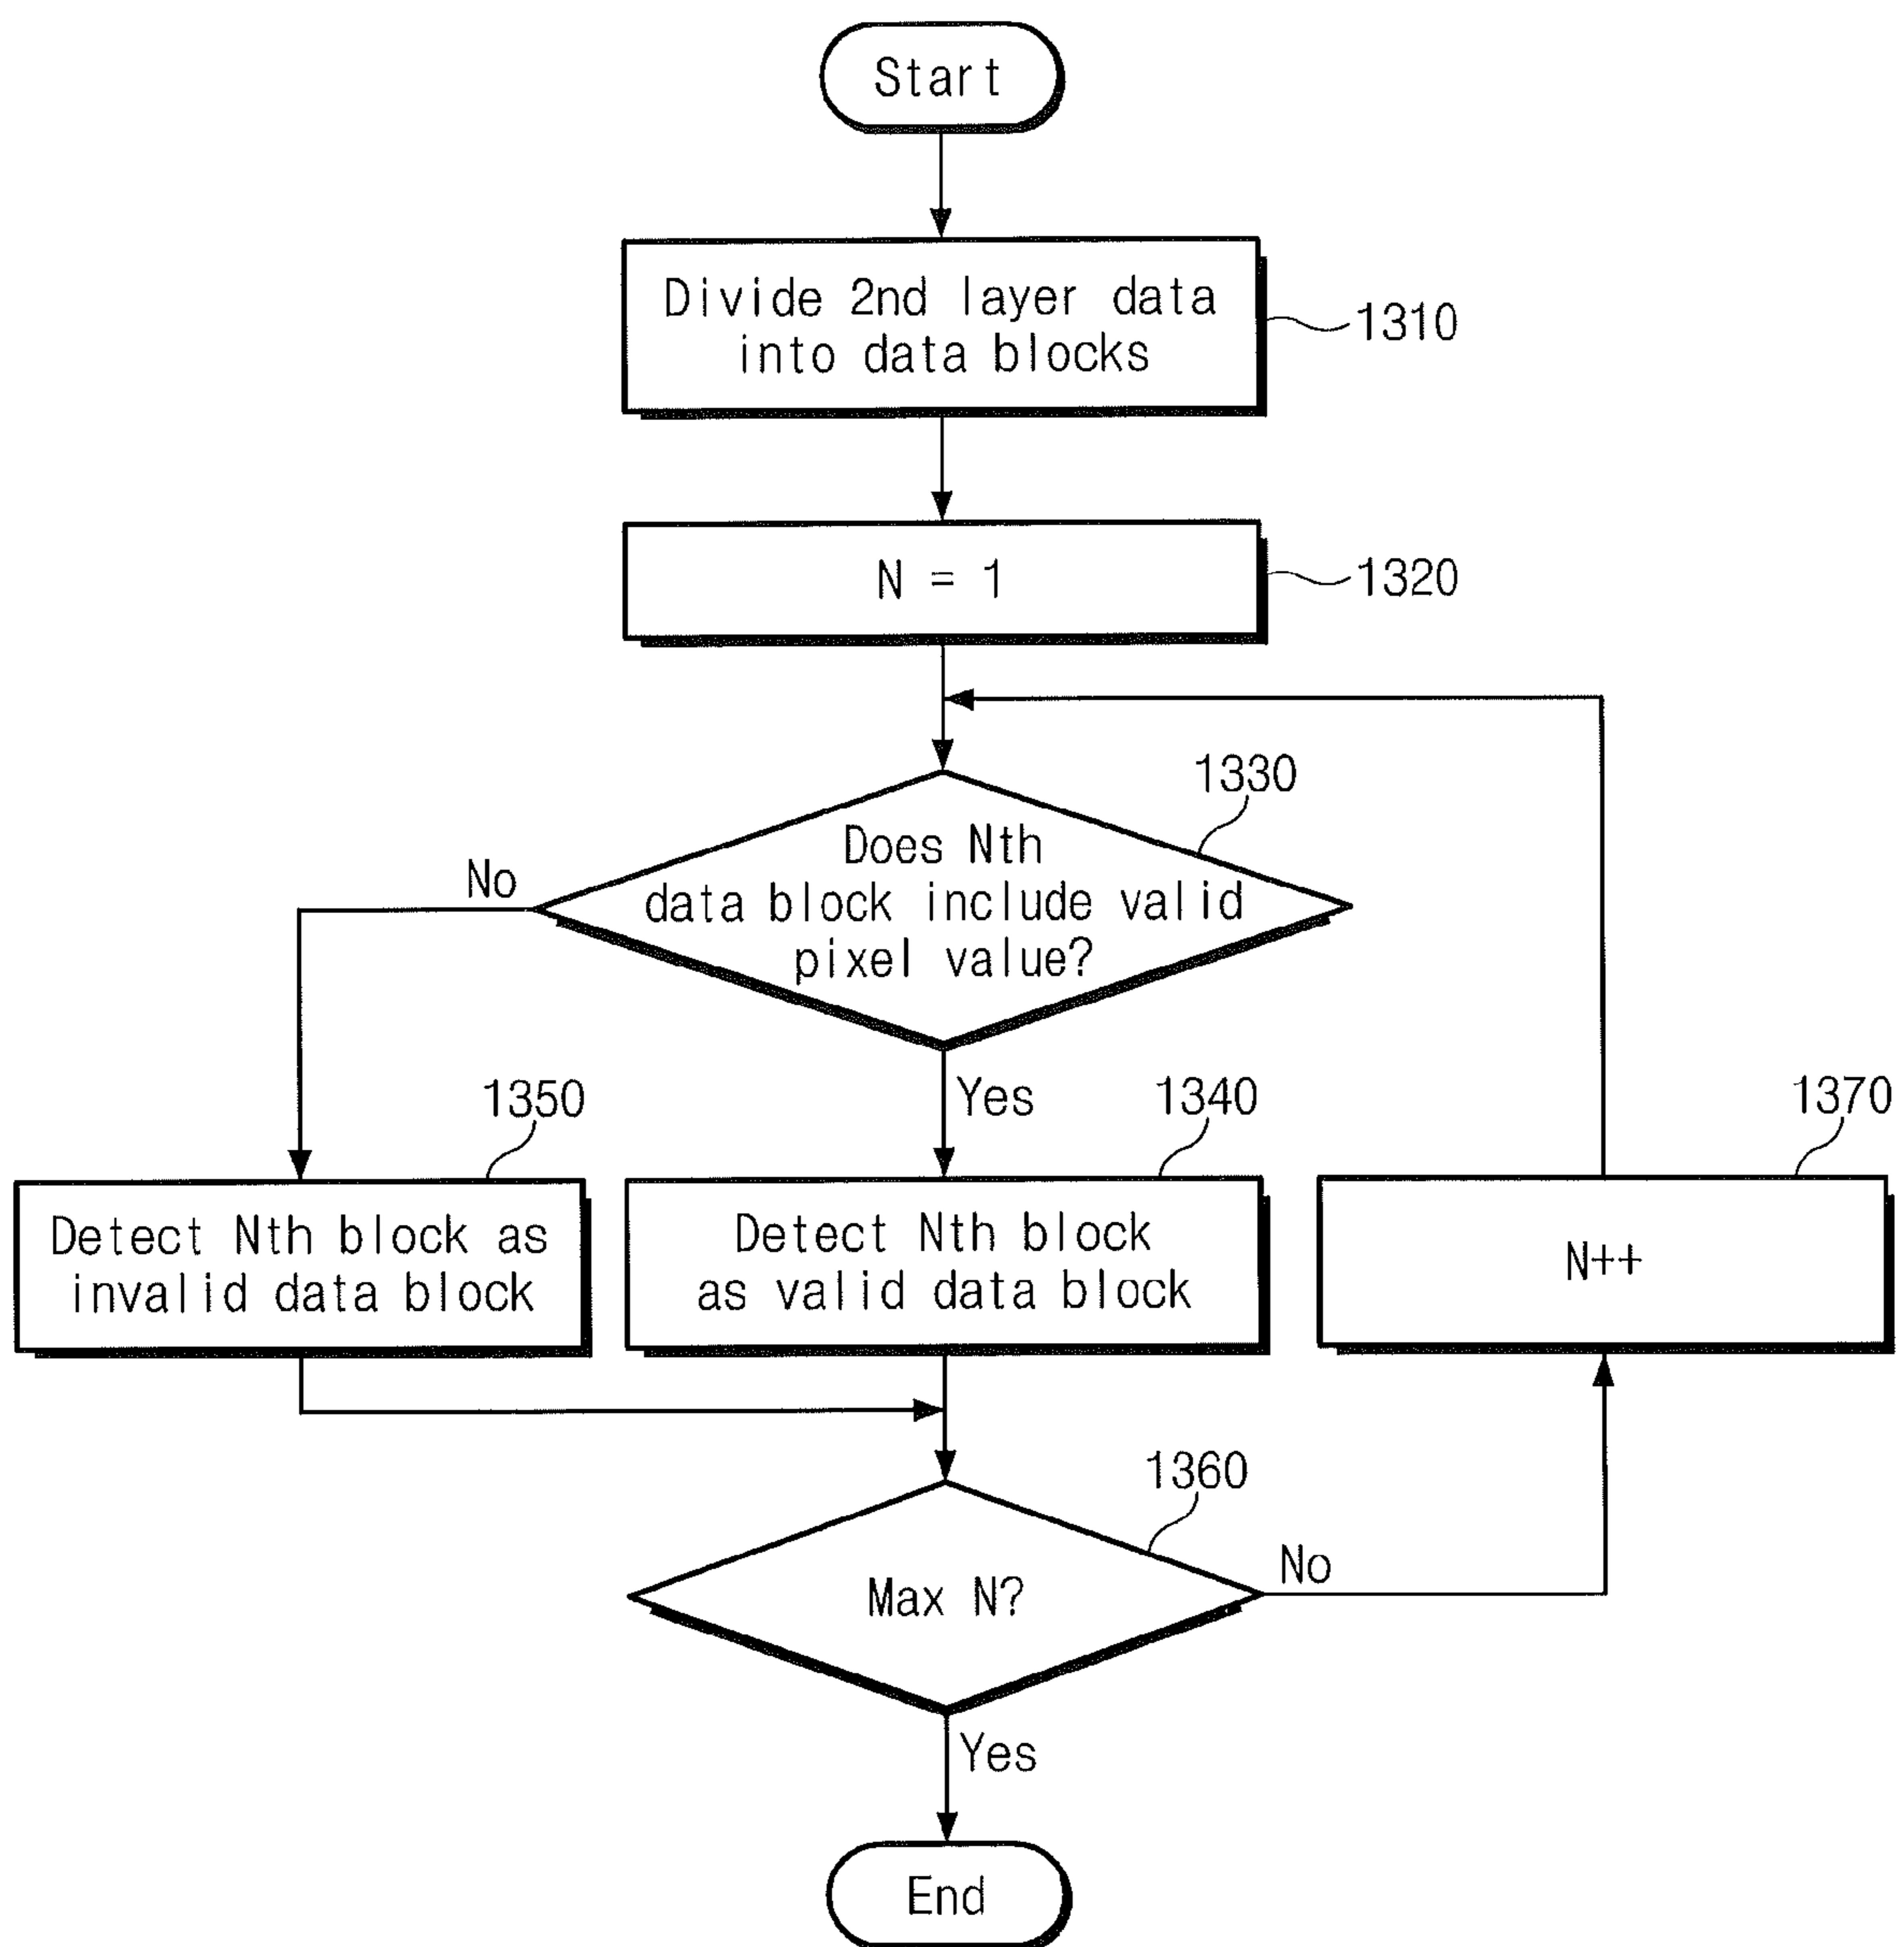 Start
Divide 2nd layer data
into data blocks
1310
N = 1
1320
1330
Does Nth
data block include valid
pixel value?
No
Yes
1350
Detect Nth block as
invalid data block
1340
Detect Nth block
as valid data block
1370
N++
1360
Max N?
No
Yes
End